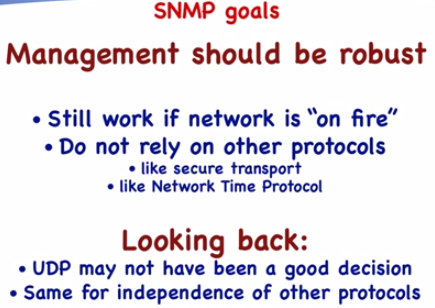 SNMP goals
Management should be robust
• Still work if network is “on fire”
• Do not rely on other protocols
• like secure transport
• like Network Time Protocol
Looking back:
• UDP may not have been a good decision
• Same for independence of other protocols